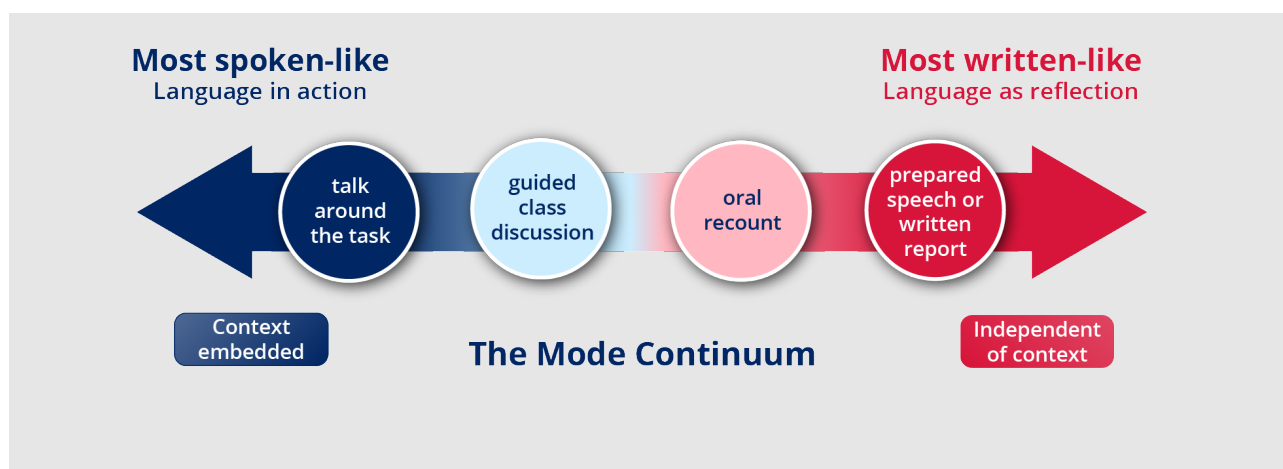 Most spoken-like
Language in action
Most written-like
Language as reflection
talk
around
the task
guided
class
discussion
oral
recount
prepared
speech or
written
report
Context
embedded
The Mode Continuum
Independent
of context